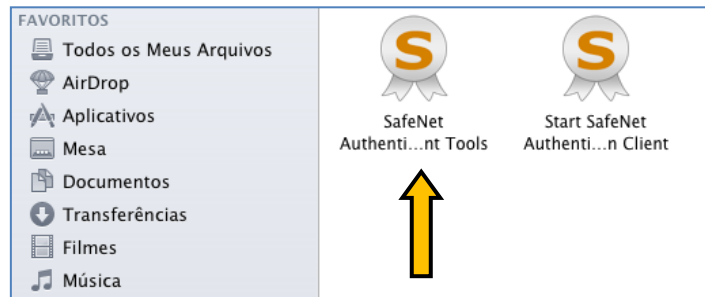 FAVORITOS
Todos os Meus Arquivos
AirDrop
Aplicativos
Mesa
Documentos
Transferências
Filmes
Música
S
SafeNet
Authenti...nt Tools
S
Start SafeNet
Authenti...n Client